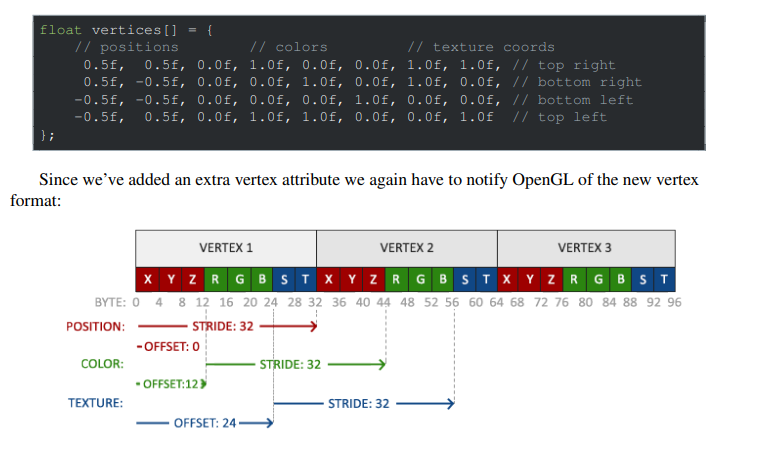 float vertices[] = {
// positions // colors // texture coords
0.5f, 0.5f, 0.0f, 1.0f, 0.0f, 0.0f, 1.0f, 1.0f, // top right
0.5f, -0.5f, 0.0f, 0.0f, 1.0f, 0.0f, 1.0f, 0.0f, // bottom right
-0.5f, -0.5f, 0.0f, 0.0f, 0.0f, 1.0f, 0.0f, 0.0f, // bottom left
-0.5f, 0.5f, 0.0f, 1.0f, 1.0f, 0.0f, 0.0f, 1.0f // top left
};
Since we've added an extra vertex attribute we again have to notify OpenGL of the new vertex
format:
VERTEX 1 VERTEX 2 VERTEX 3
X Y Z R G B S T X Y Z R G B S T X Y Z R G B S T
BYTE: 0 4 8 12 16 20 24 28 32 36 40 44 48 52 56 60 64 68 72 76 80 84 88 92 96
POSITION: STRIDE: 32
OFFSET: 0
COLOR: STRIDE: 32
OFFSET:12
TEXTURE: STRIDE: 32
OFFSET: 24